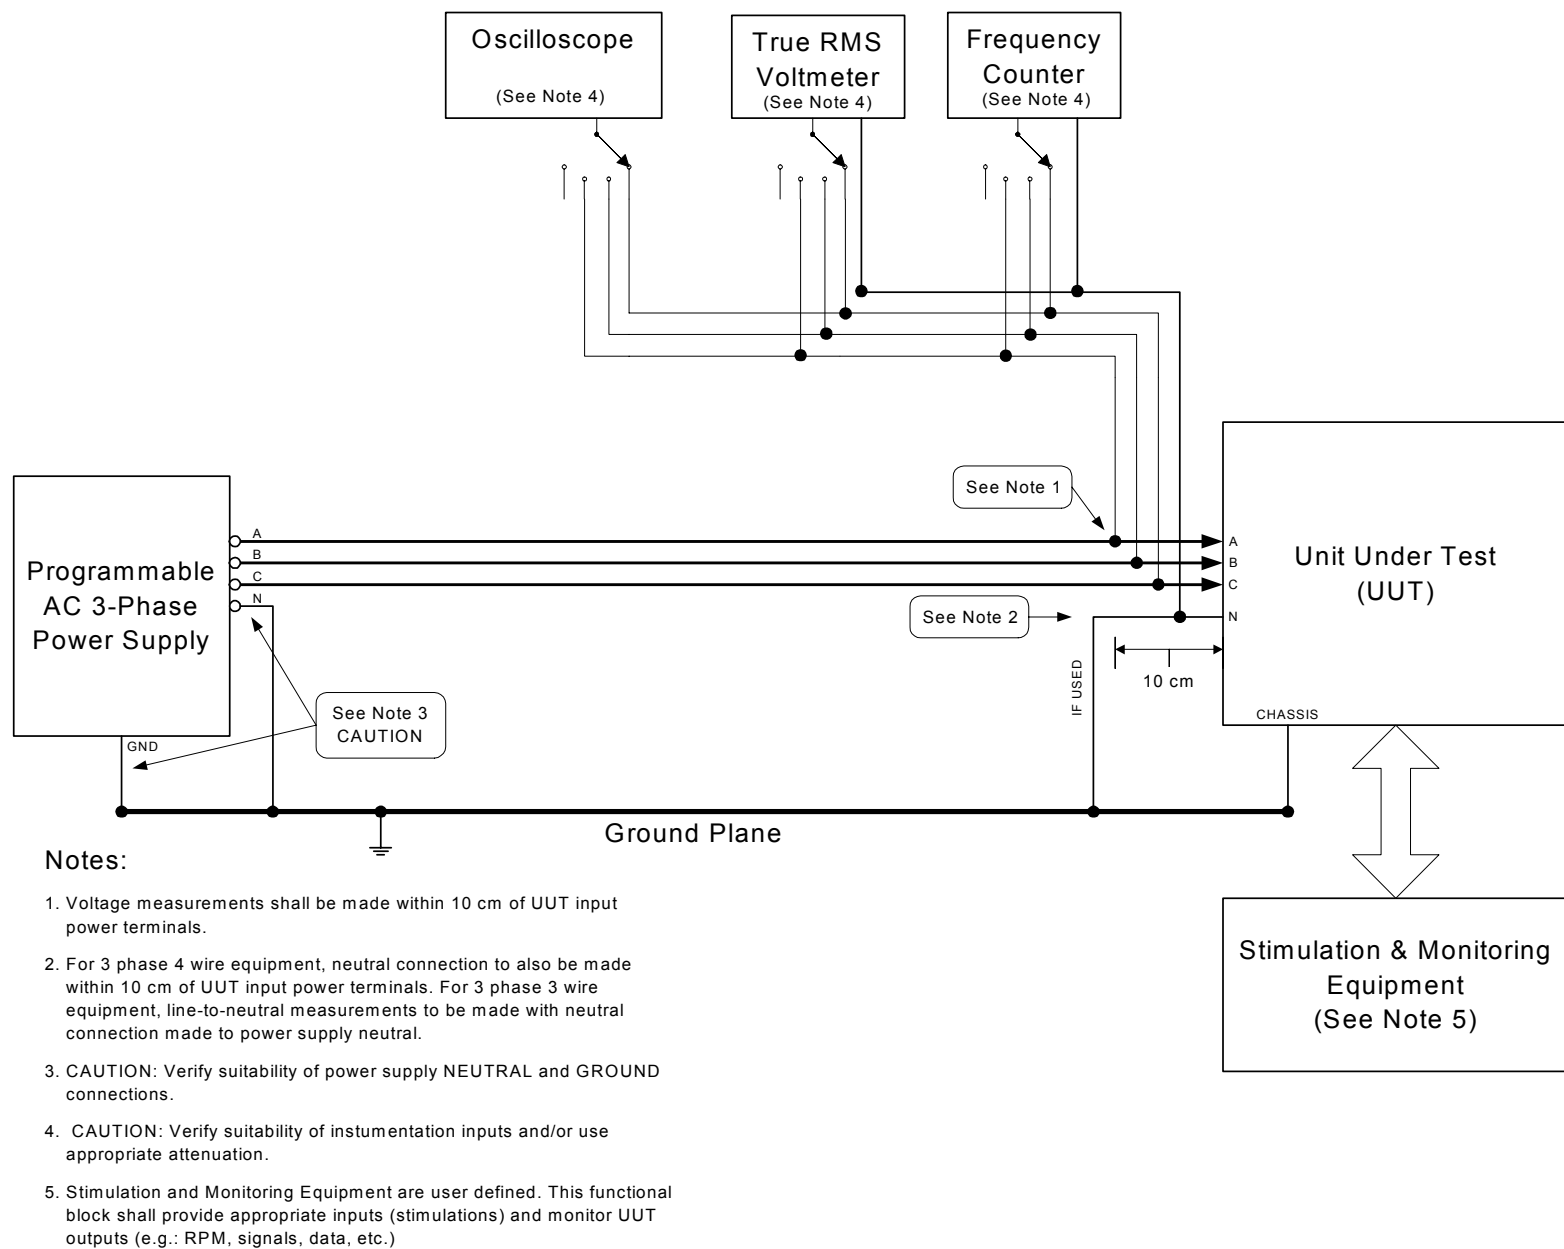 Oscilloscope
(See Note 4)
True RMS
Voltmeter
(See Note 4)
Frequency
Counter
(See Note 4)
Programmable
AC 3-Phase
Power Supply
A
B
C
N
GND
See Note 3
CAUTION
See Note 1
See Note 2
IF USED
10 cm
A
B
C
N
Unit Under Test
(UUT)
CHASSIS
Ground Plane
Stimulation & Monitoring
Equipment
(See Note 5)
Notes:
1. Voltage measurements shall be made within 10 cm of UUT input
power terminals.
2. For 3 phase 4 wire equipment, neutral connection to also be made
within 10 cm of UUT input power terminals. For 3 phase 3 wire
equipment, line-to-neutral measurements to be made with neutral
connection made to power supply neutral.
3. CAUTION: Verify suitability of power supply NEUTRAL and GROUND
connections.
4. CAUTION: Verify suitability of instumentation inputs and/or use
appropriate attenuation.
5. Stimulation and Monitoring Equipment are user defined. This functional
block shall provide appropriate inputs (stimulations) and monitor UUT
outputs (e.g.: RPM, signals, data, etc.)